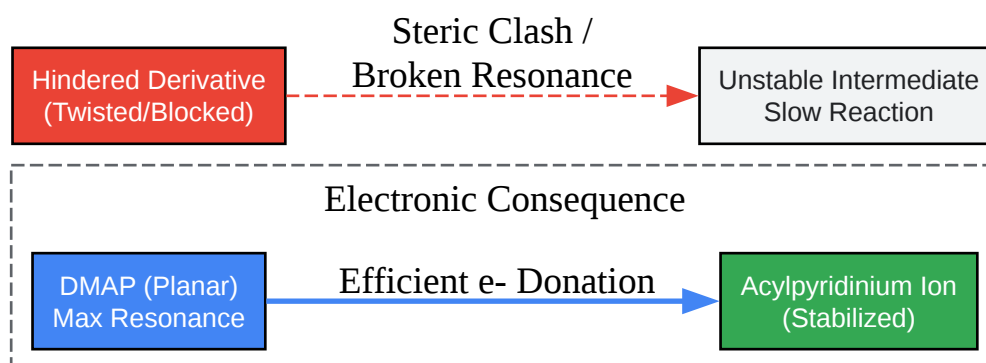 Steric Clash /
Broken Resonance
Hindered Derivative
(Twisted/Blocked)
Unstable Intermediate
Slow Reaction
Electronic Consequence
DMAP (Planar)
Max Resonance
Efficient e- Donation
Acylpyridinium Ion
(Stabilized)